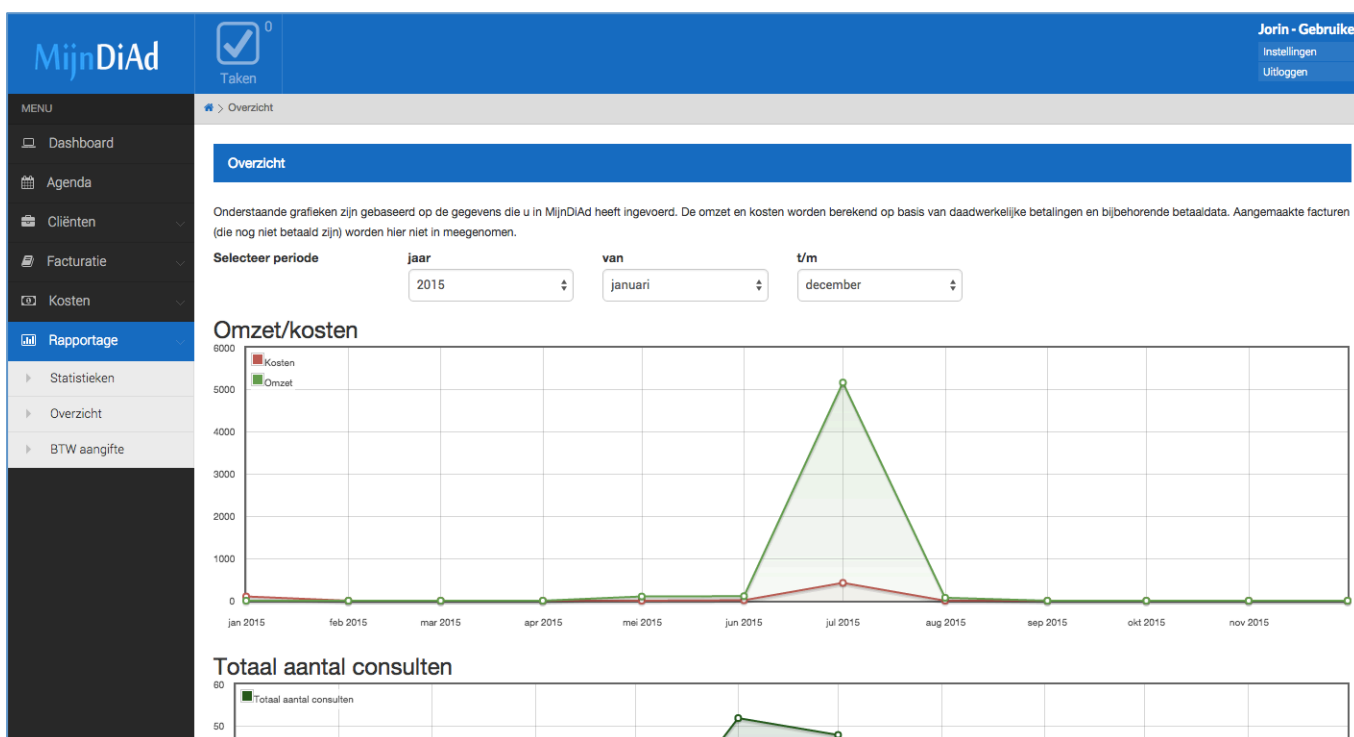 MijnDiAd
0
Taken
Jorin - Gebruike
Instellingen
Uitloggen
MENU
> Overzicht
Dashboard
Agenda
Cliënten
Facturatie
Kosten
Rapportage
Statistieken
Overzicht
BTW aangifte
Overzicht
Onderstaande grafieken zijn gebaseerd op de gegevens die u in MijnDiAd heeft ingevoerd. De omzet en kosten worden berekend op basis van daadwerkelijke betalingen en bijbehorende betaaldata. Aangemaakte facturen
(die nog niet betaald zijn) worden hier niet in meegenomen.
Selecteer periode jaar van t/m
2015 januari december
Omzet/kosten
6000
Kosten
Omzet
5000
4000
3000
2000
1000
0
jan 2015 feb 2015 mar 2015 apr 2015 mei 2015 jun 2015 jul 2015 aug 2015 sep 2015 okt 2015 nov 2015
Totaal aantal consulten
60
Totaal aantal consulten
50